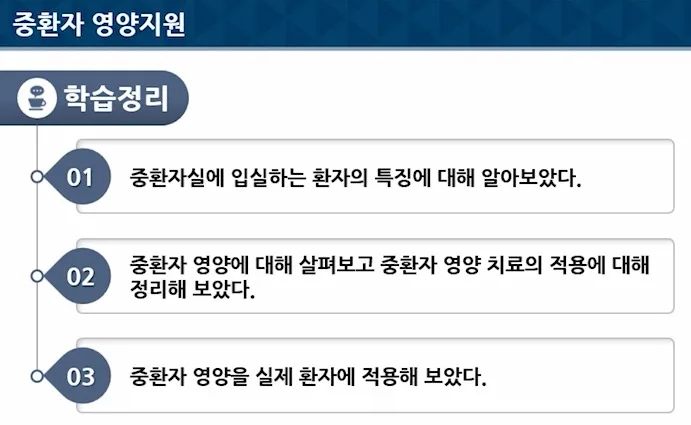 중환자 영양지원
학습정리
01
중환자실에 입실하는 환자의 특징에 대해 알아보았다.
02
중환자 영양에 대해 살펴보고 중환자 영양 치료의 적용에 대해
정리해 보았다.
03
중환자 영양을 실제 환자에 적용해 보았다.